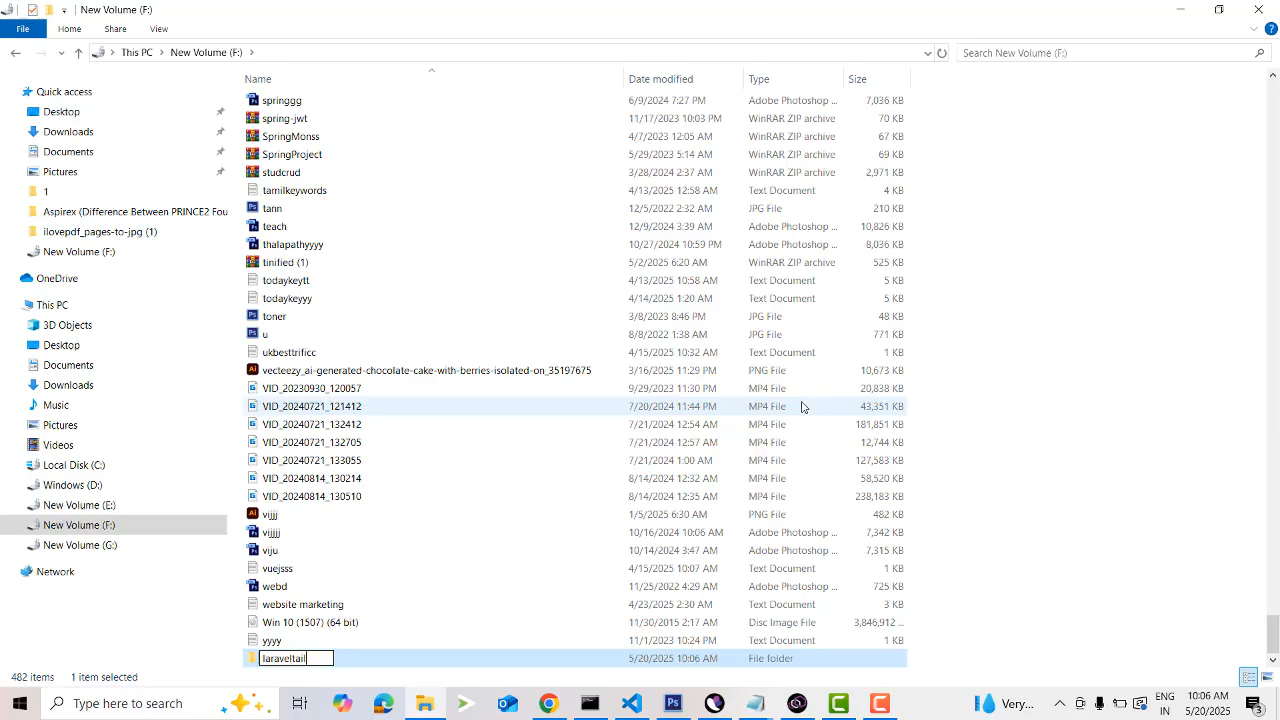 New Volume (F:)
File Home Share View
This PC New Volume (F:)
Search New Volume (F:)
Name Date modified Type Size
Quick access
Desktop
Downloads
Documents
Pictures
1
Aspirex (Difference Between PRINCE2 Fou
ilovepdf_pages-to-jpg (1)
New Volume (F:)
OneDrive
This PC
3D Objects
Desktop
Documents
Downloads
Music
Pictures
Videos
Local Disk (C:)
Windows (D:)
New Volume (E:)
New Volume (F:)
New Volume (G:)
Network
springgg 6/9/2024 7:27 PM Adobe Photoshop ... 7,036 KB
spring-jwt 11/17/2023 10:03 PM WinRAR ZIP archive 70 KB
SpringMonss 4/7/2023 12:05 AM WinRAR ZIP archive 67 KB
SpringProject 5/29/2023 5:14 AM WinRAR ZIP archive 69 KB
studcrud 3/28/2024 2:37 AM WinRAR ZIP archive 2,971 KB
tamilkeywords 4/13/2025 12:58 AM Text Document 4 KB
tann 12/5/2022 2:32 AM JPG File 210 KB
teach 12/9/2024 3:39 AM Adobe Photoshop ... 10,826 KB
thalapathyyyy 10/27/2024 10:59 PM Adobe Photoshop ... 8,036 KB
tinified (1) 5/2/2025 6:20 AM WinRAR ZIP archive 525 KB
todaykeytt 4/13/2025 10:58 AM Text Document 5 KB
todaykeyyy 4/14/2025 1:20 AM Text Document 5 KB
toner 3/8/2023 8:46 PM JPG File 48 KB
u 8/8/2022 1:38 AM JPG File 771 KB
ukbesttrificc 4/15/2025 10:32 AM Text Document 1 KB
vecteezy_ai-generated-chocolate-cake-with-berries-isolated-on_35197675 3/16/2025 11:29 PM PNG File 10,673 KB
VID_20230930_120057 9/29/2023 11:30 PM MP4 File 20,838 KB
VID_20240721_121412 7/20/2024 11:44 PM MP4 File 43,351 KB
VID_20240721_132412 7/21/2024 12:54 AM MP4 File 181,851 KB
VID_20240721_132705 7/21/2024 12:57 AM MP4 File 12,744 KB
VID_20240721_133055 7/21/2024 1:00 AM MP4 File 127,583 KB
VID_20240814_130214 8/14/2024 12:32 AM MP4 File 58,520 KB
VID_20240814_130510 8/14/2024 12:35 AM MP4 File 238,183 KB
vijjj 1/5/2025 6:30 AM PNG File 482 KB
vijjjj 10/16/2024 10:06 AM Adobe Photoshop ... 7,342 KB
viju 10/14/2024 3:47 AM Adobe Photoshop ... 7,315 KB
vuejsss 4/15/2025 10:07 AM Text Document 1 KB
webd 11/25/2022 4:29 AM Adobe Photoshop ... 725 KB
website marketing 4/23/2025 2:30 AM Text Document 3 KB
Win 10 (1507) (64 bit) 11/30/2015 2:17 AM Disc Image File 3,846,912 ...
yyyy 11/1/2023 10:24 PM Text Document 1 KB
laraveltail 5/20/2025 10:06 AM File folder
482 items 1 item selected
Type here to search
Very...
ENG
IN
10:06 AM
5/20/2025
3